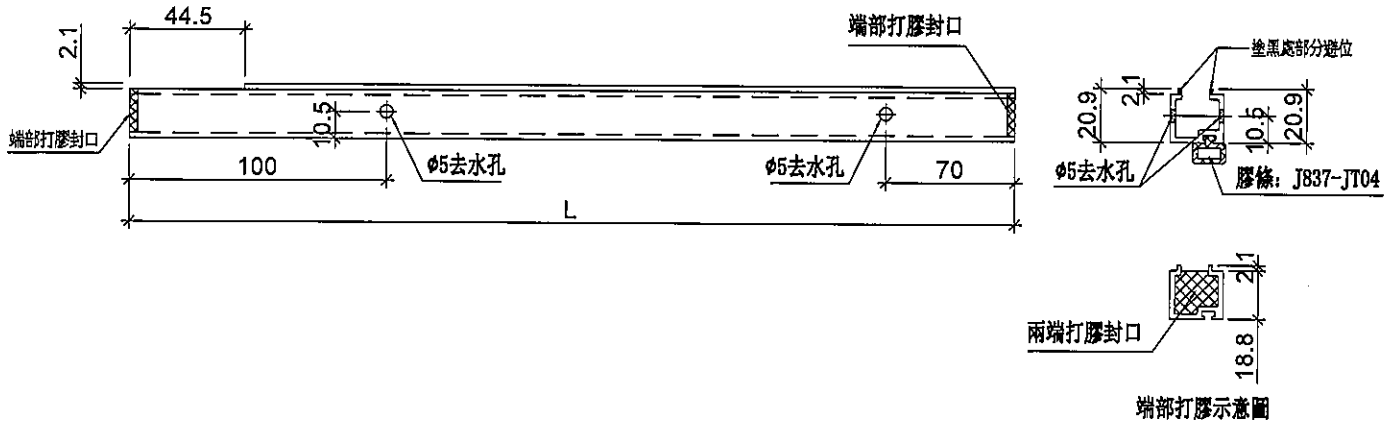 44.5
2.1
端部打膠封口
塗黑處部分避位
2.1
20.9
10.5
20.9
10.5
端部打膠封口
100
ϕ5去水孔
ϕ5去水孔
70
ϕ5去水孔
膠條: J837-JT04
L
2.1
兩端打膠封口
18.8
端部打膠示意圖